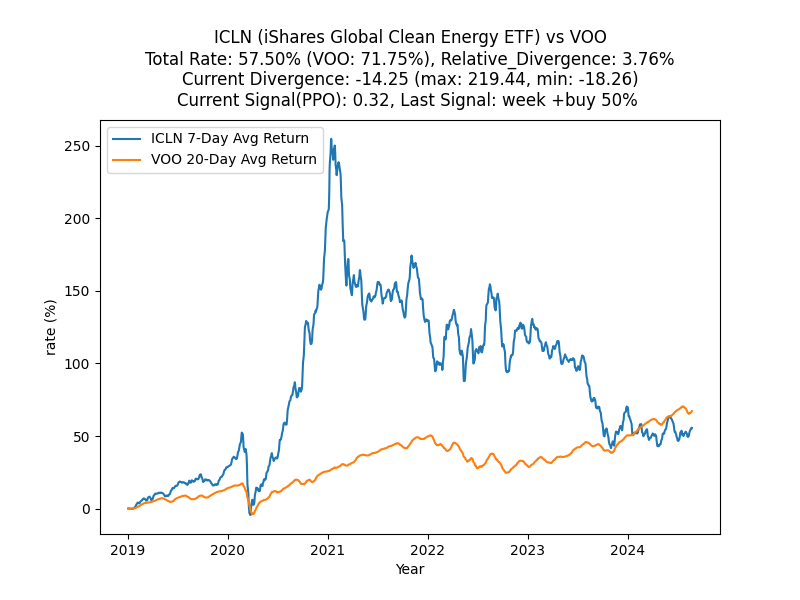 ICLN (iShares Global Clean Energy ETF) vs VOO
Total Rate: 57.50% (VOO: 71.75%), Relative_Divergence: 3.76%
Current Divergence: -14.25 (max: 219.44, min: -18.26)
Current Signal(PPO): 0.32, Last Signal: week +buy 50%
ICLN 7-Day Avg Return
VOO 20-Day Avg Return
rate (%)
250
200
150
100
50
0
2019 2020 2021 2022 2023 2024
Year